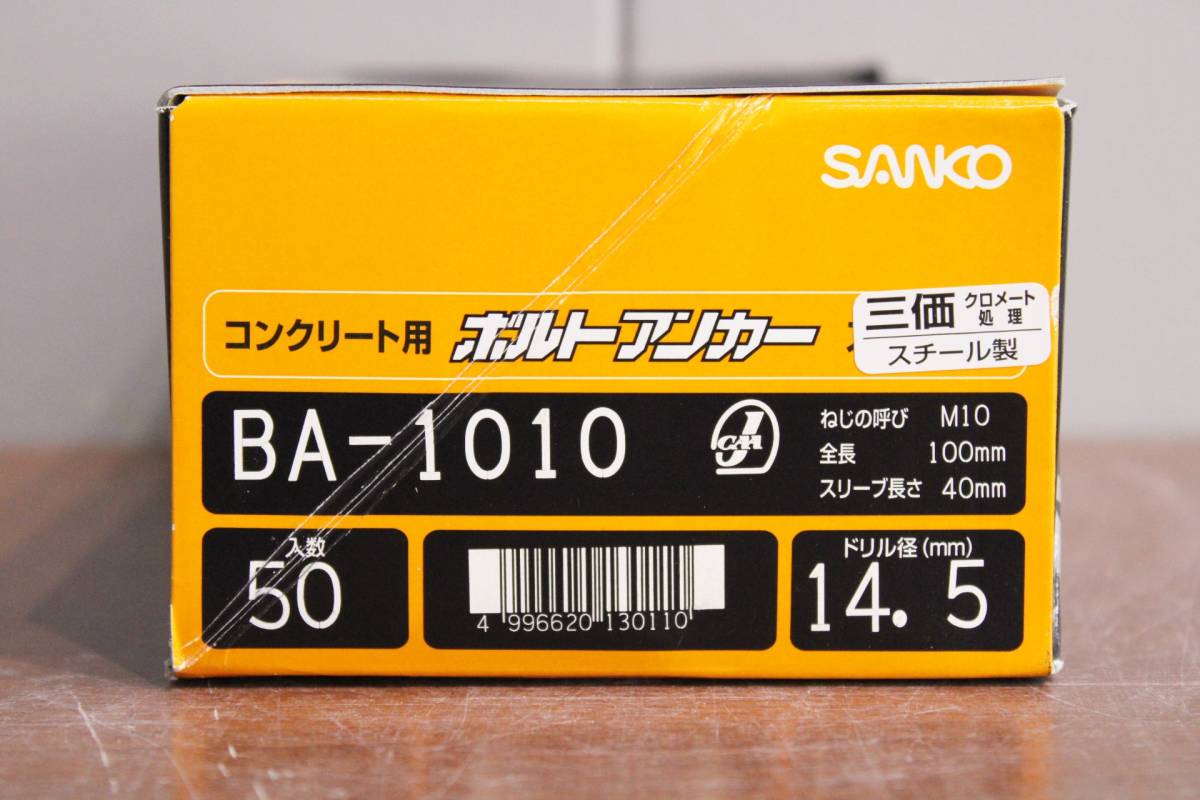 SANKO
コンクリート用 ボルトアンカー
三価 クロメート処理
スチール製
BA-1010
JCAA
ねじの呼び M10
全長 100mm
スリーブ長さ 40mm
入数
50
4 996620 130110
ドリル径(mm)
14.5